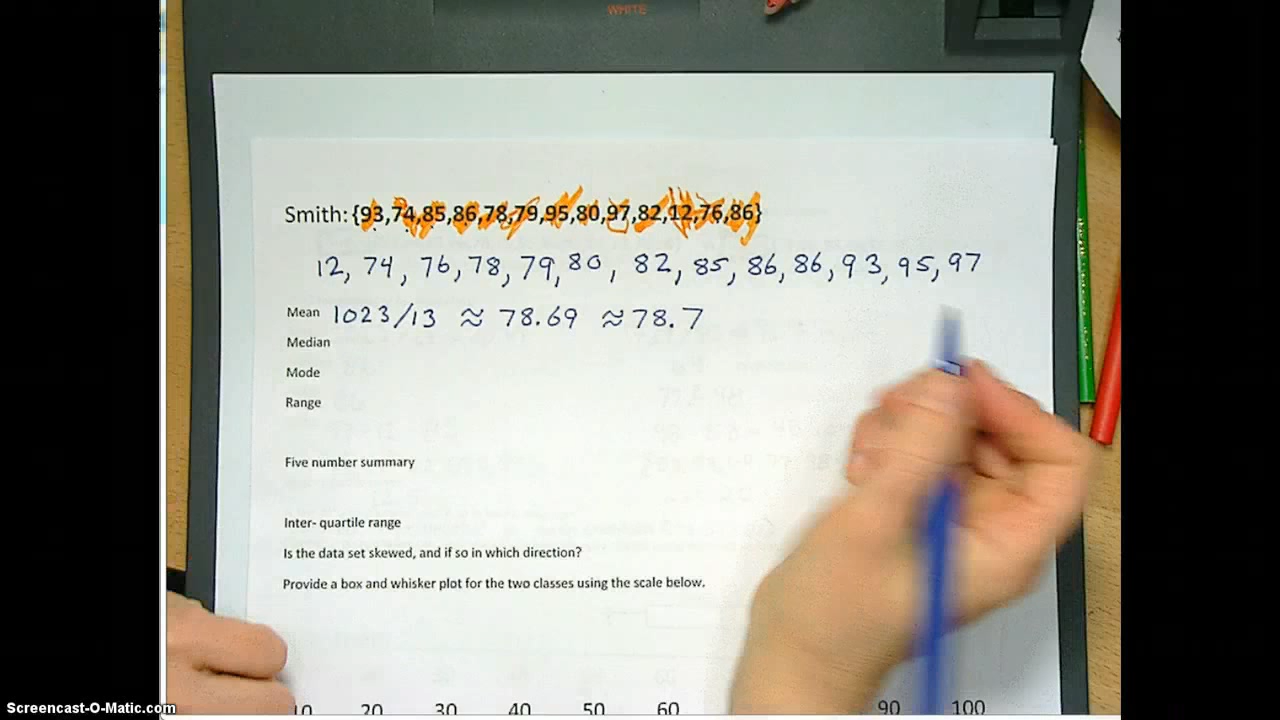 WHITE
Smith: {93,74,85,86,78,79,95,80,97,82,12,76,86}
12, 74, 76, 78, 79, 80, 82, 85, 86, 86, 93, 95, 97
Mean 1023/13 ≈ 78.69 ≈ 78.7
Median
Mode
Range
Five number summary
Inter- quartile range
Is the data set skewed, and if so in which direction?
Provide a box and whisker plot for the two classes using the scale below.
10 20 30 40 50 60 90 100
Screencast-O-Matic.com